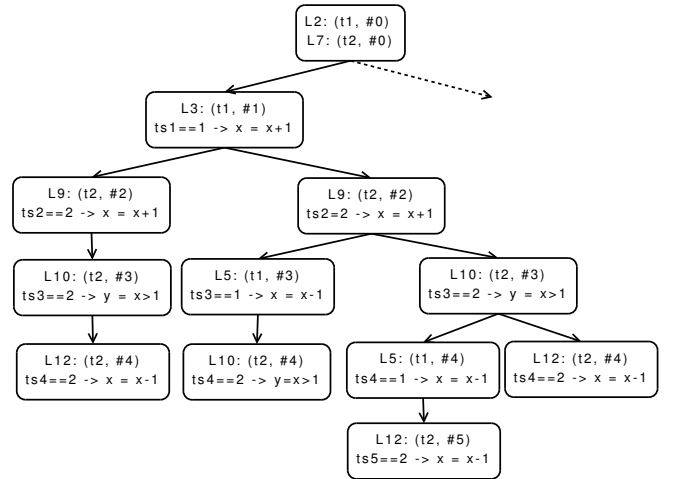 L2: (t1, #0)
L7: (t2, #0)
L3: (t1, #1)
ts1==1 -> x = x+1
L9: (t2, #2)
ts2==2 -> x = x+1
L9: (t2, #2)
ts2=2 -> x = x+1
L10: (t2, #3)
ts3==2 -> y = x>1
L5: (t1, #3)
ts3==1 -> x = x-1
L10: (t2, #3)
ts3==2 -> y = x>1
L12: (t2, #4)
ts4==2 -> x = x-1
L10: (t2, #4)
ts4==2 -> y=x>1
L5: (t1, #4)
ts4==1 -> x = x-1
L12: (t2, #4)
ts4==2 -> x = x-1
L12: (t2, #5)
ts5==2 -> x = x-1